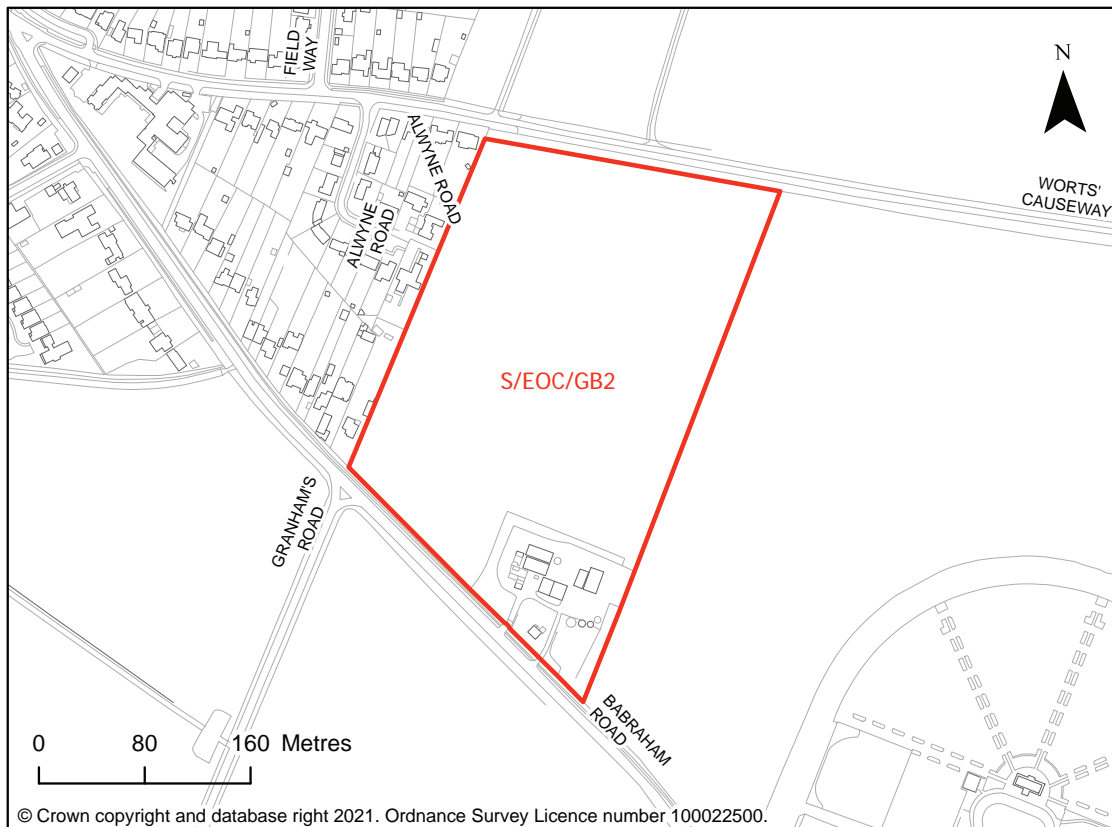 FIELD
WAY
N
ALWYNE ROAD
WORTS'
CAUSEWAY
ALWYNE
ROAD
S/EOC/GB2
GRANHAM'S
ROAD
BABRAHAM
ROAD
0 80 160 Metres
© Crown copyright and database right 2021. Ordnance Survey Licence number 100022500.